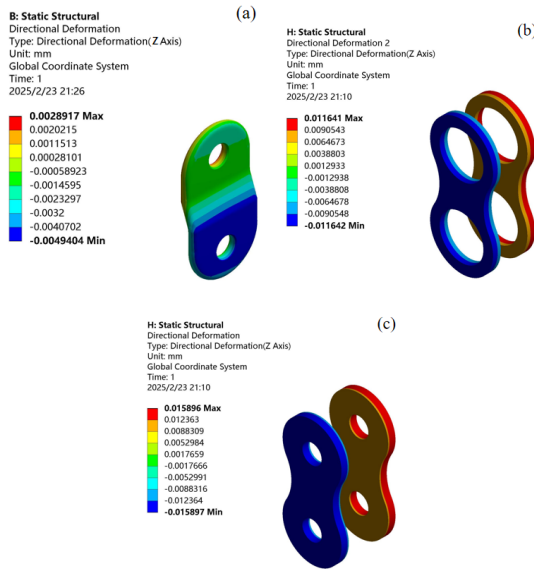 B: Static Structural
Directional Deformation
Type: Directional Deformation(Z Axis)
Unit: mm
Global Coordinate System
Time: 1
2025/2/23 21:26
(a)
0.0028917 Max
0.0020215
0.0011513
0.00028101
-0.00058923
-0.0014595
-0.0023297
-0.0032
-0.0040702
-0.0049404 Min
H: Static Structural
Directional Deformation 2
Type: Directional Deformation(Z Axis)
Unit: mm
Global Coordinate System
Time: 1
2025/2/23 21:10
(b)
0.011641 Max
0.0090543
0.0064673
0.0038803
0.0012933
-0.0012938
-0.0038808
-0.0064678
-0.0090548
-0.011642 Min
H: Static Structural
Directional Deformation
Type: Directional Deformation(Z Axis)
Unit: mm
Global Coordinate System
Time: 1
2025/2/23 21:10
(c)
0.015896 Max
0.012363
0.0088309
0.0052984
0.0017659
-0.0017666
-0.0052991
-0.0088316
-0.012364
-0.015897 Min